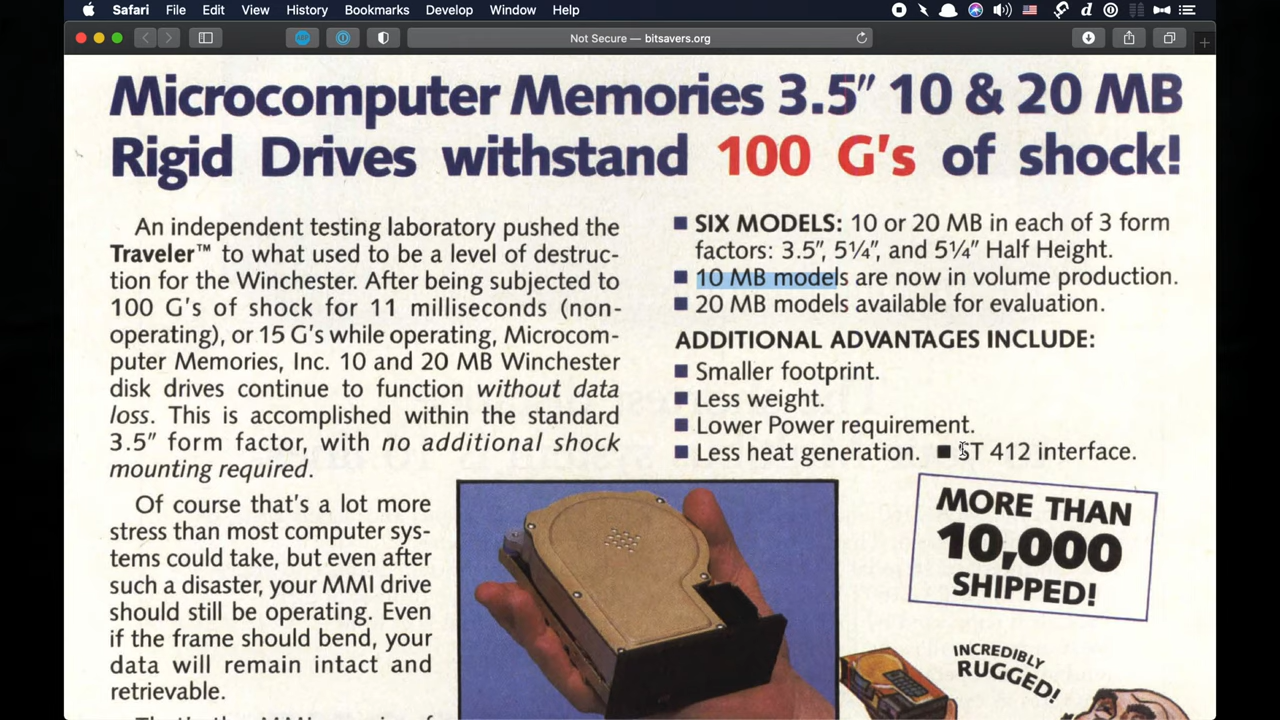 Safari File Edit View History Bookmarks Develop Window Help
Not Secure — bitsavers.org
Microcomputer Memories 3.5″ 10 & 20 MB
Rigid Drives withstand 100 G's of shock!
An independent testing laboratory pushed the
Traveler™ to what used to be a level of destruc-
tion for the Winchester. After being subjected to
100 G's of shock for 11 milliseconds (non-
operating), or 15 G's while operating, Microcom-
puter Memories, Inc. 10 and 20 MB Winchester
disk drives continue to function without data
loss. This is accomplished within the standard
3.5″ form factor, with no additional shock
mounting required.
Of course that's a lot more
stress than most computer sys-
tems could take, but even after
such a disaster, your MMI drive
should still be operating. Even
if the frame should bend, your
data will remain intact and
retrievable.
■ SIX MODELS: 10 or 20 MB in each of 3 form
factors: 3.5″, 5¼″, and 5¼″ Half Height.
■ 10 MB models are now in volume production.
■ 20 MB models available for evaluation.
ADDITIONAL ADVANTAGES INCLUDE:
■ Smaller footprint.
■ Less weight.
■ Lower Power requirement.
■ Less heat generation. ■ ST 412 interface.
MORE THAN
10,000
SHIPPED!
INCREDIBLY
RUGGED!